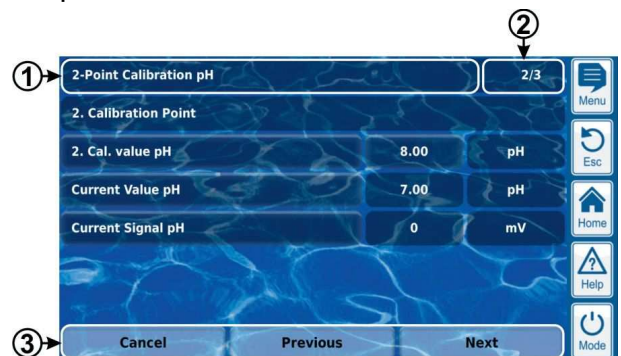 2
1
2-Point Calibration pH 2/3
Menu
2. Calibration Point
2. Cal. value pH 8.00 pH
Esc
Current Value pH 7.00 pH
Home
Current Signal pH 0 mV
?
Help
3
Cancel Previous Next
Mode